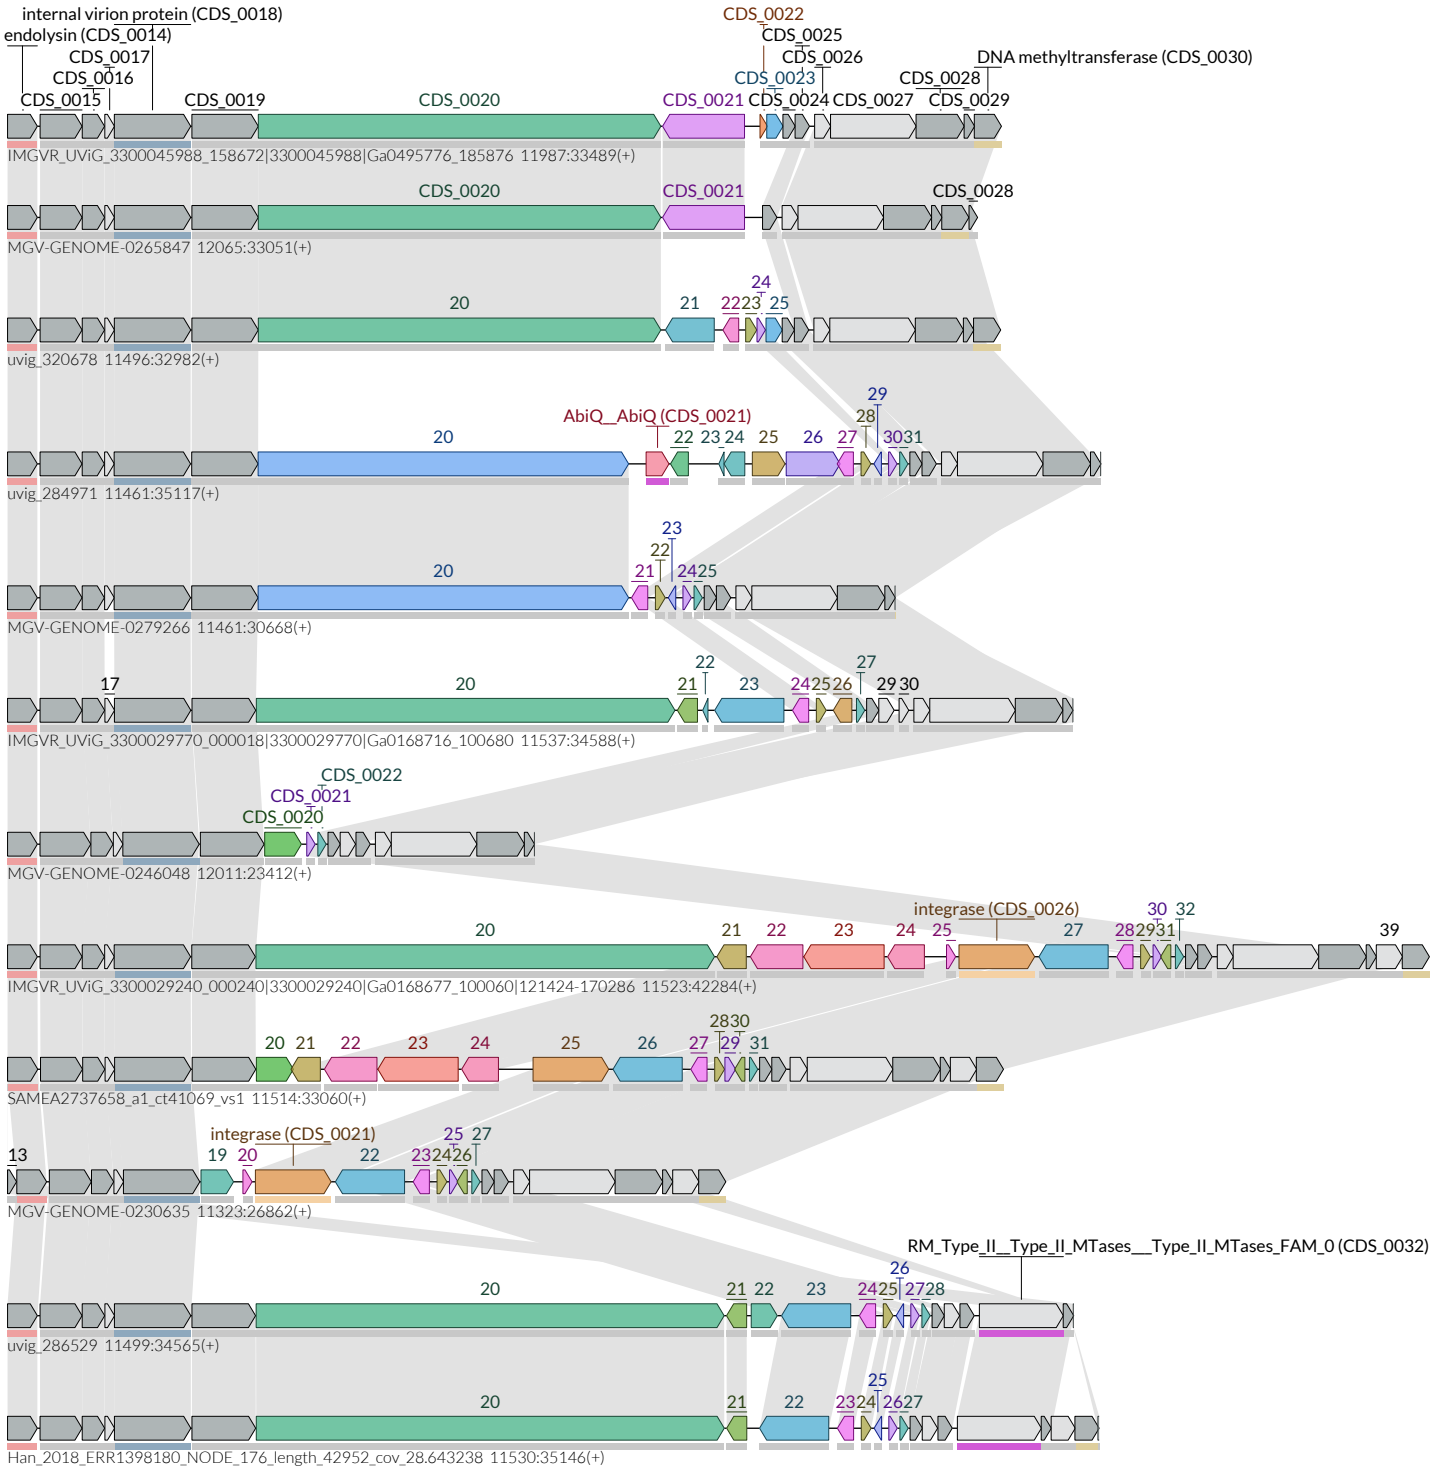 internal virion protein (CDS_0018)
CDS_0022
endolysin (CDS_0014)
CDS_0025
CDS_0017
CDS_0026
DNA methyltransferase (CDS_0030)
CDS_0016
CDS_0023
CDS_0028
CDS_0015
CDS_0019
CDS_0020
CDS_0021
CDS_0024
CDS_0027
CDS_0029
IMGVR_UViG_3300045988_158672|3300045988|Ga0495776_185876 11987:33489(+)
CDS_0020
CDS_0021
CDS_0028
MGV-GENOME-0265847 12065:33051(+)
24
20
21
22
23
25
uvig_320678 11496:32982(+)
29
AbiQ__AbiQ (CDS_0021)
28
20
22
23
24
25
26
27
30
31
uvig_284971 11461:35117(+)
23
22
20
21
24
25
MGV-GENOME-0279266 11461:30668(+)
22
27
17
20
21
23
24
25
26
29
30
IMGVR_UViG_3300029770_000018|3300029770|Ga0168716_100680 11537:34588(+)
CDS_0022
CDS_0021
CDS_0020
MGV-GENOME-0246048 12011:23412(+)
integrase (CDS_0026)
30
32
20
21
22
23
24
25
27
28
29
31
39
IMGVR_UViG_3300029240_000240|3300029240|Ga0168677_100060|121424-170286 11523:42284(+)
28
30
20
21
22
23
24
25
26
27
29
31
SAMEA2737658_a1_ct41069_vs1 11514:33060(+)
integrase (CDS_0021)
25
27
13
19
20
22
23
24
26
MGV-GENOME-0230635 11323:26862(+)
RM_Type_II__Type_II_MTases___Type_II_MTases_FAM_0 (CDS_0032)
26
20
21
22
23
24
25
27
28
uvig_286529 11499:34565(+)
25
20
21
22
23
24
26
27
Han_2018_ERR1398180_NODE_176_length_42952_cov_28.643238 11530:35146(+)